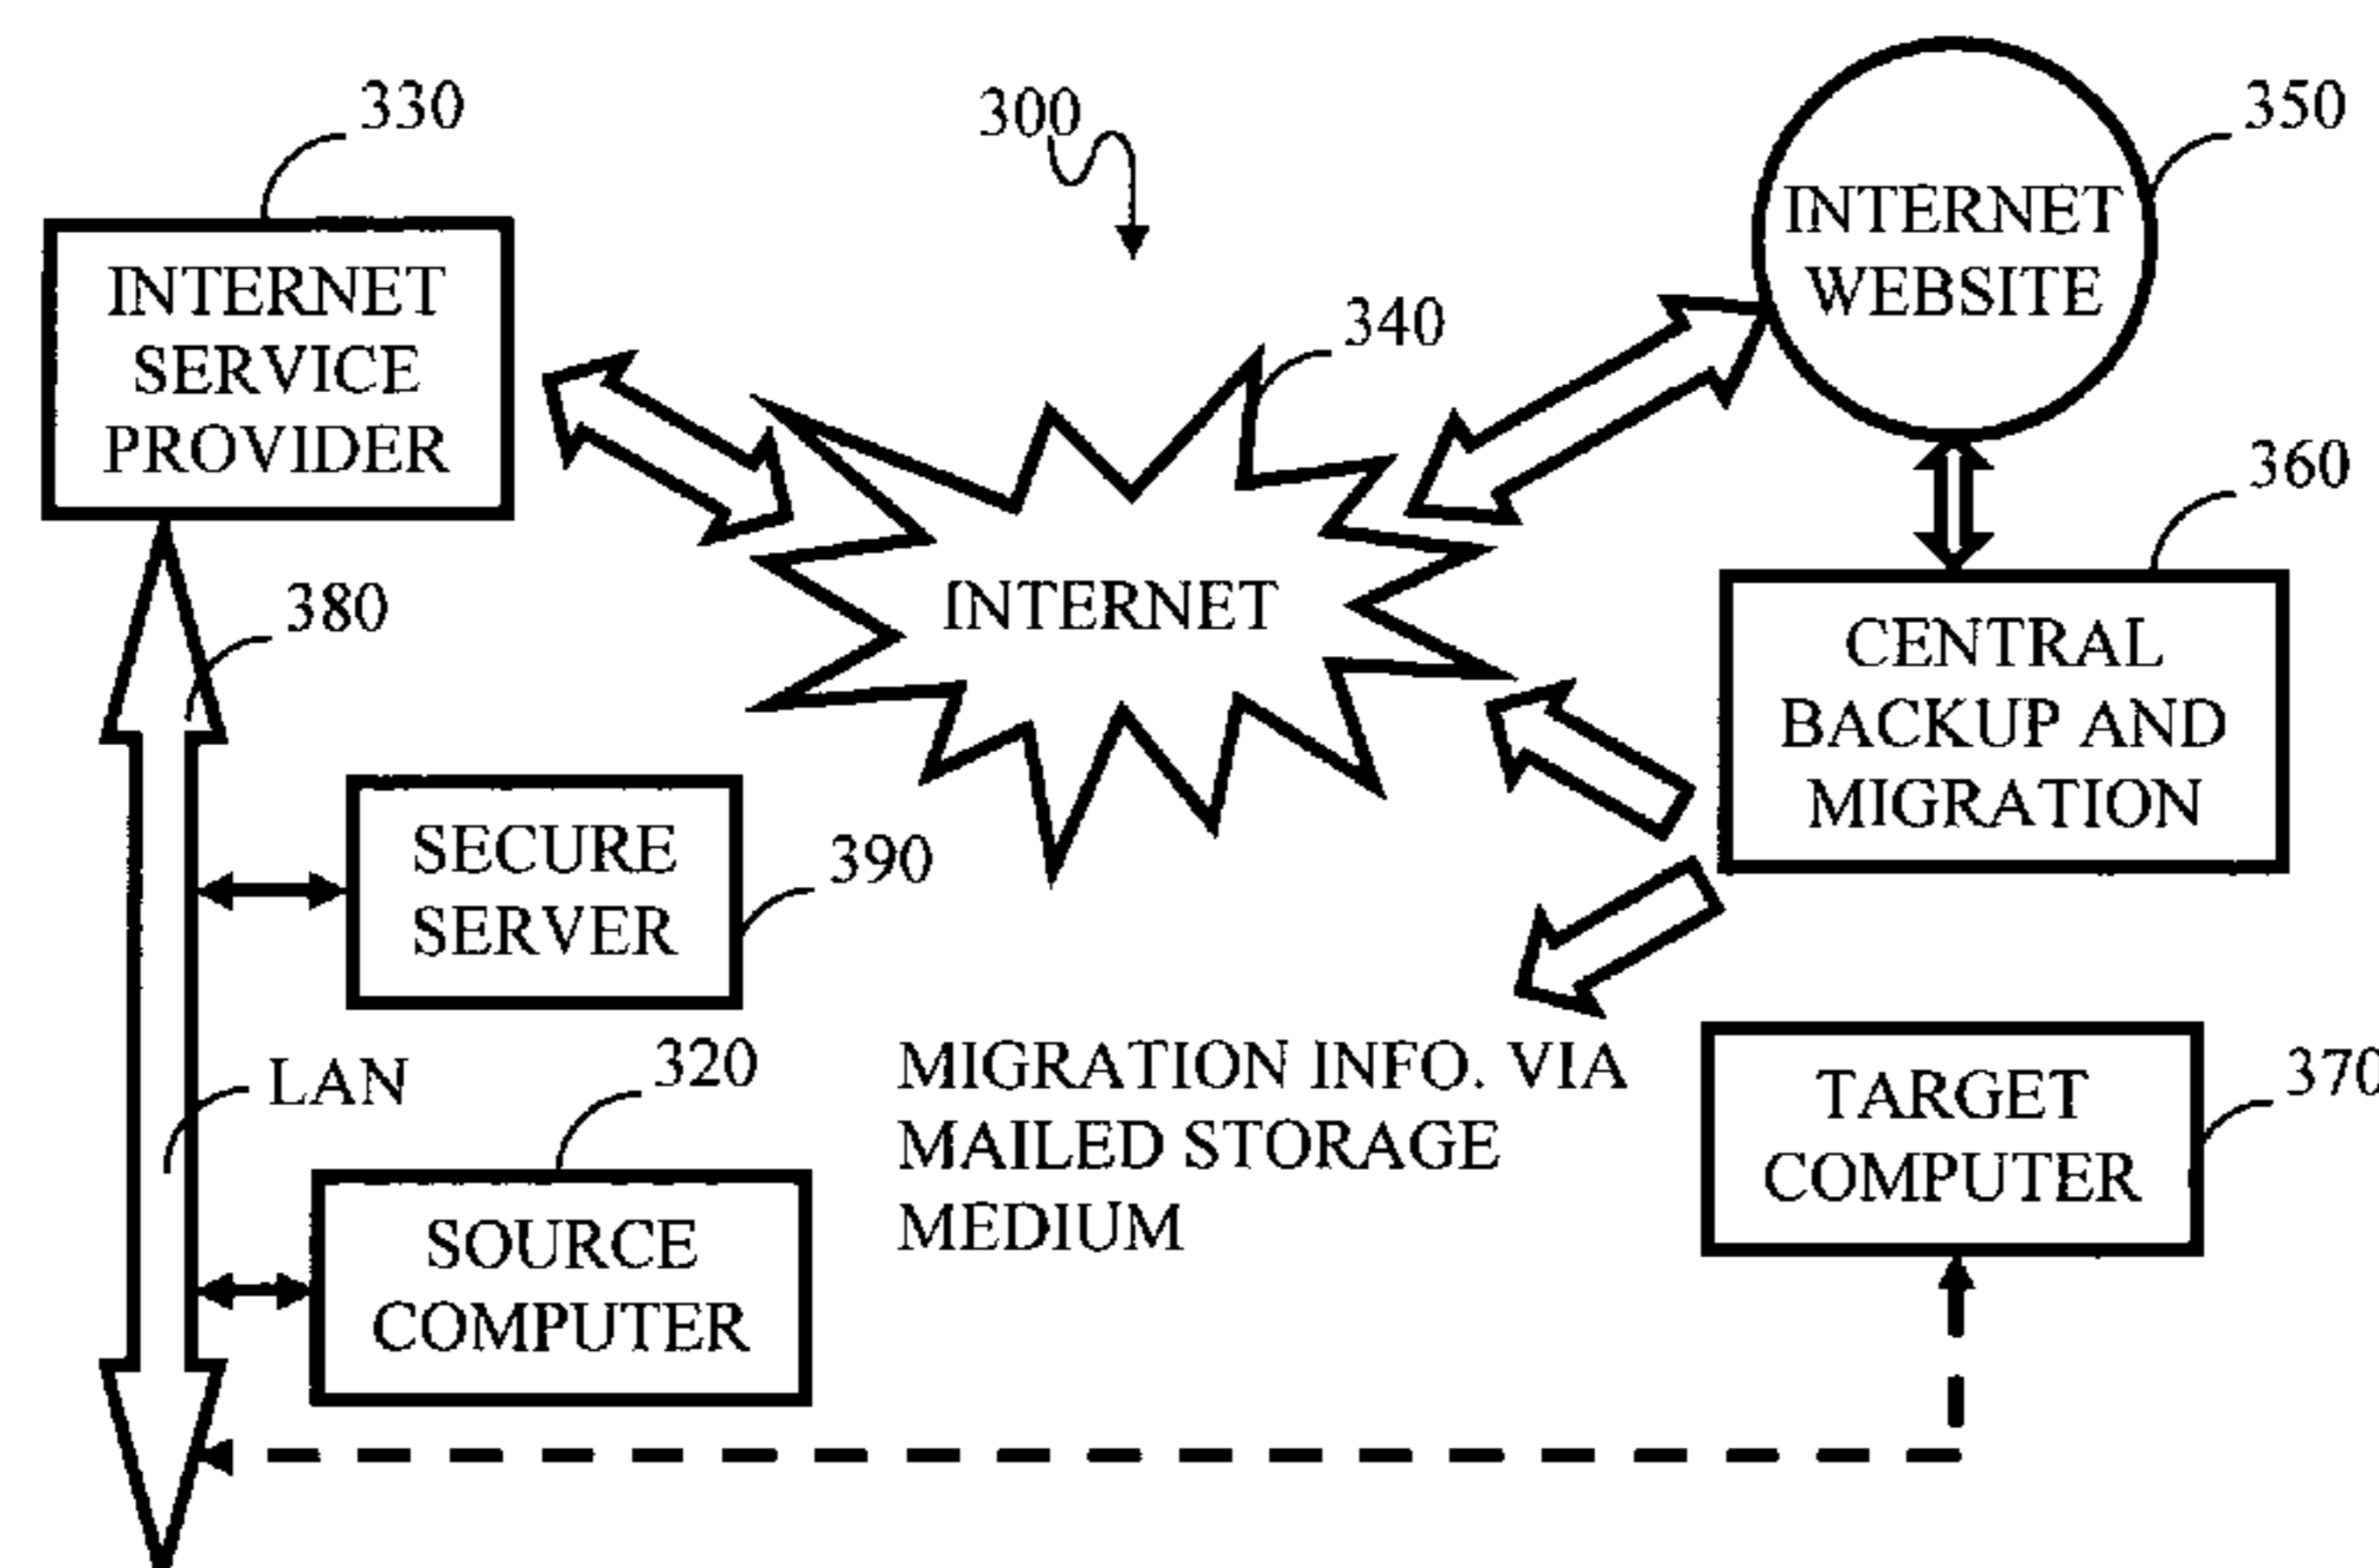 330
300
350
INTERNET
SERVICE
PROVIDER
INTERNET
WEBSITE
340
360
380
INTERNET
CENTRAL
BACKUP AND
MIGRATION
SECURE
SERVER
390
LAN
320
MIGRATION INFO. VIA
MAILED STORAGE
MEDIUM
TARGET
COMPUTER
370
SOURCE
COMPUTER